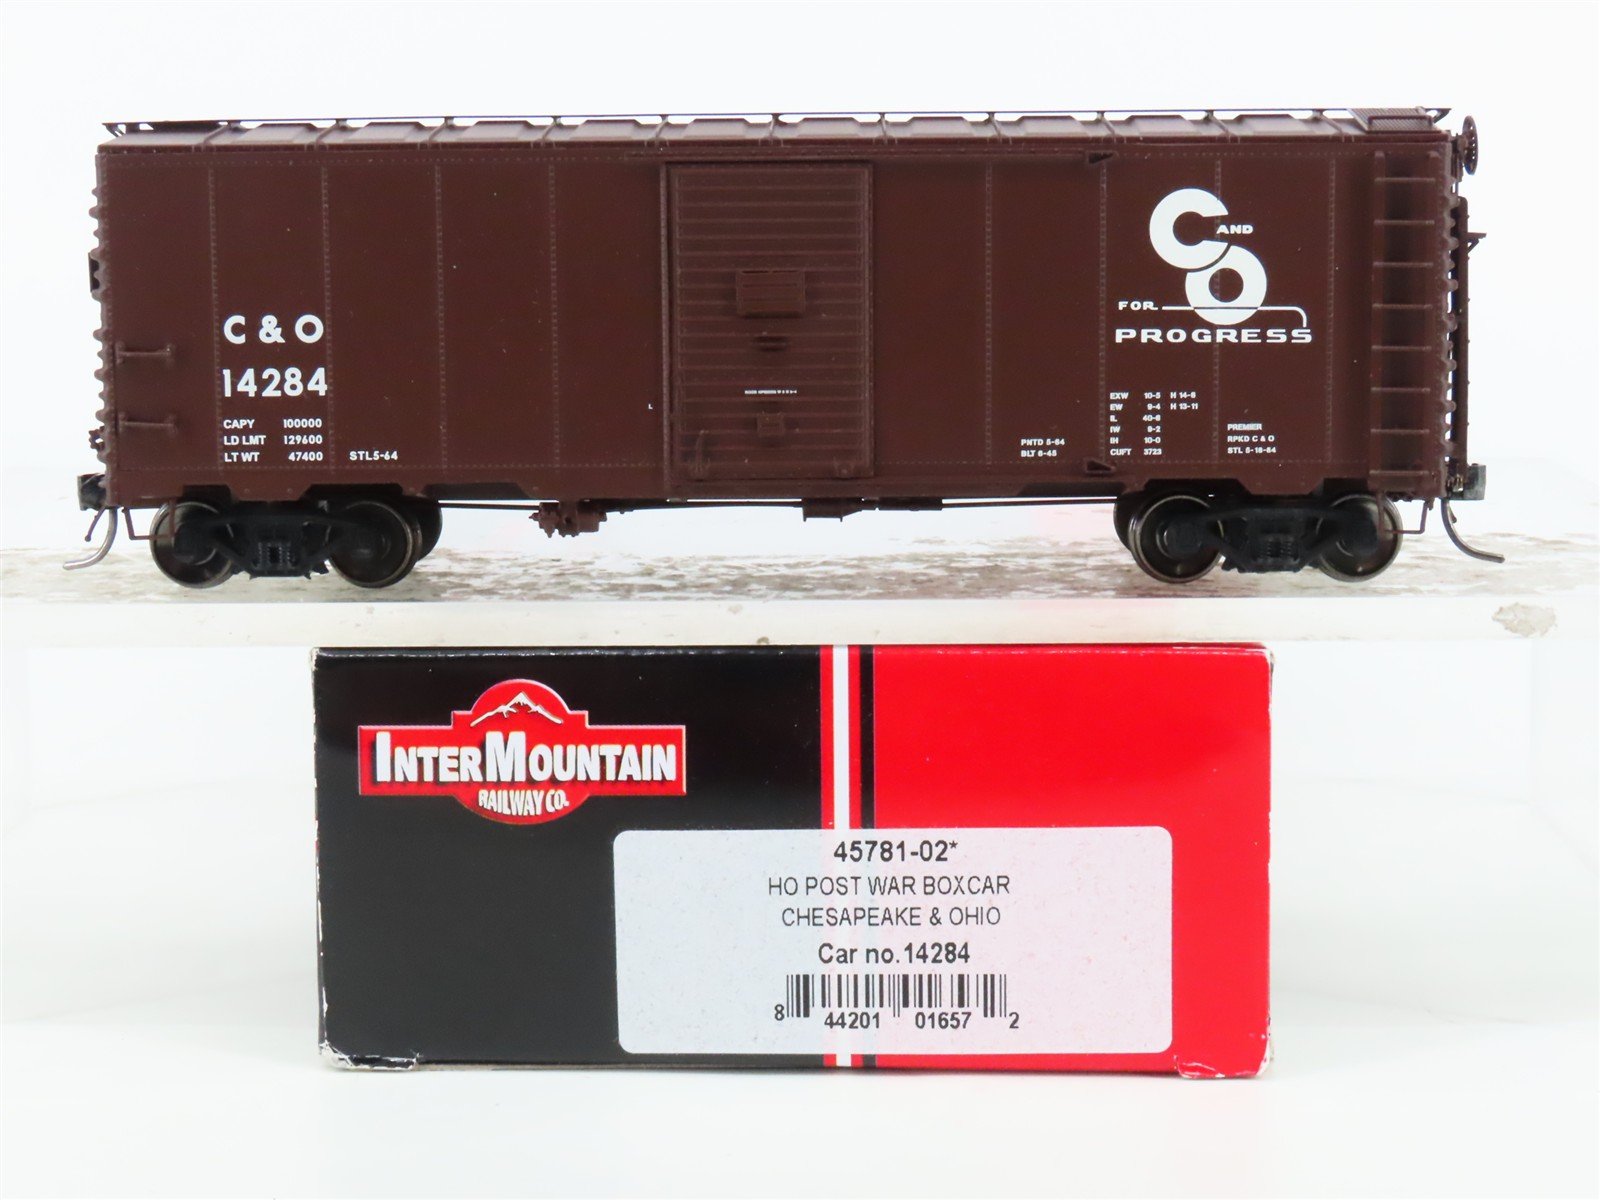 C & O
14284
CAPY 100000
LD LMT 129600
LT WT 47400 STL5-64
L
PNTD 5-64
BLT 6-45
C AND O
FOR
PROGRESS
EXW 10-5 H 14-6
EW 9-4 H 13-11
IL 40-6
IW 9-2
IH 10-0
CUFT 3723
PREMIER
RPKD C & O
STL 5-18-64
INTERMOUNTAIN
RAILWAY CO.
45781-02*
HO POST WAR BOXCAR
CHESAPEAKE & OHIO
Car no.14284
8 44201 01657 2